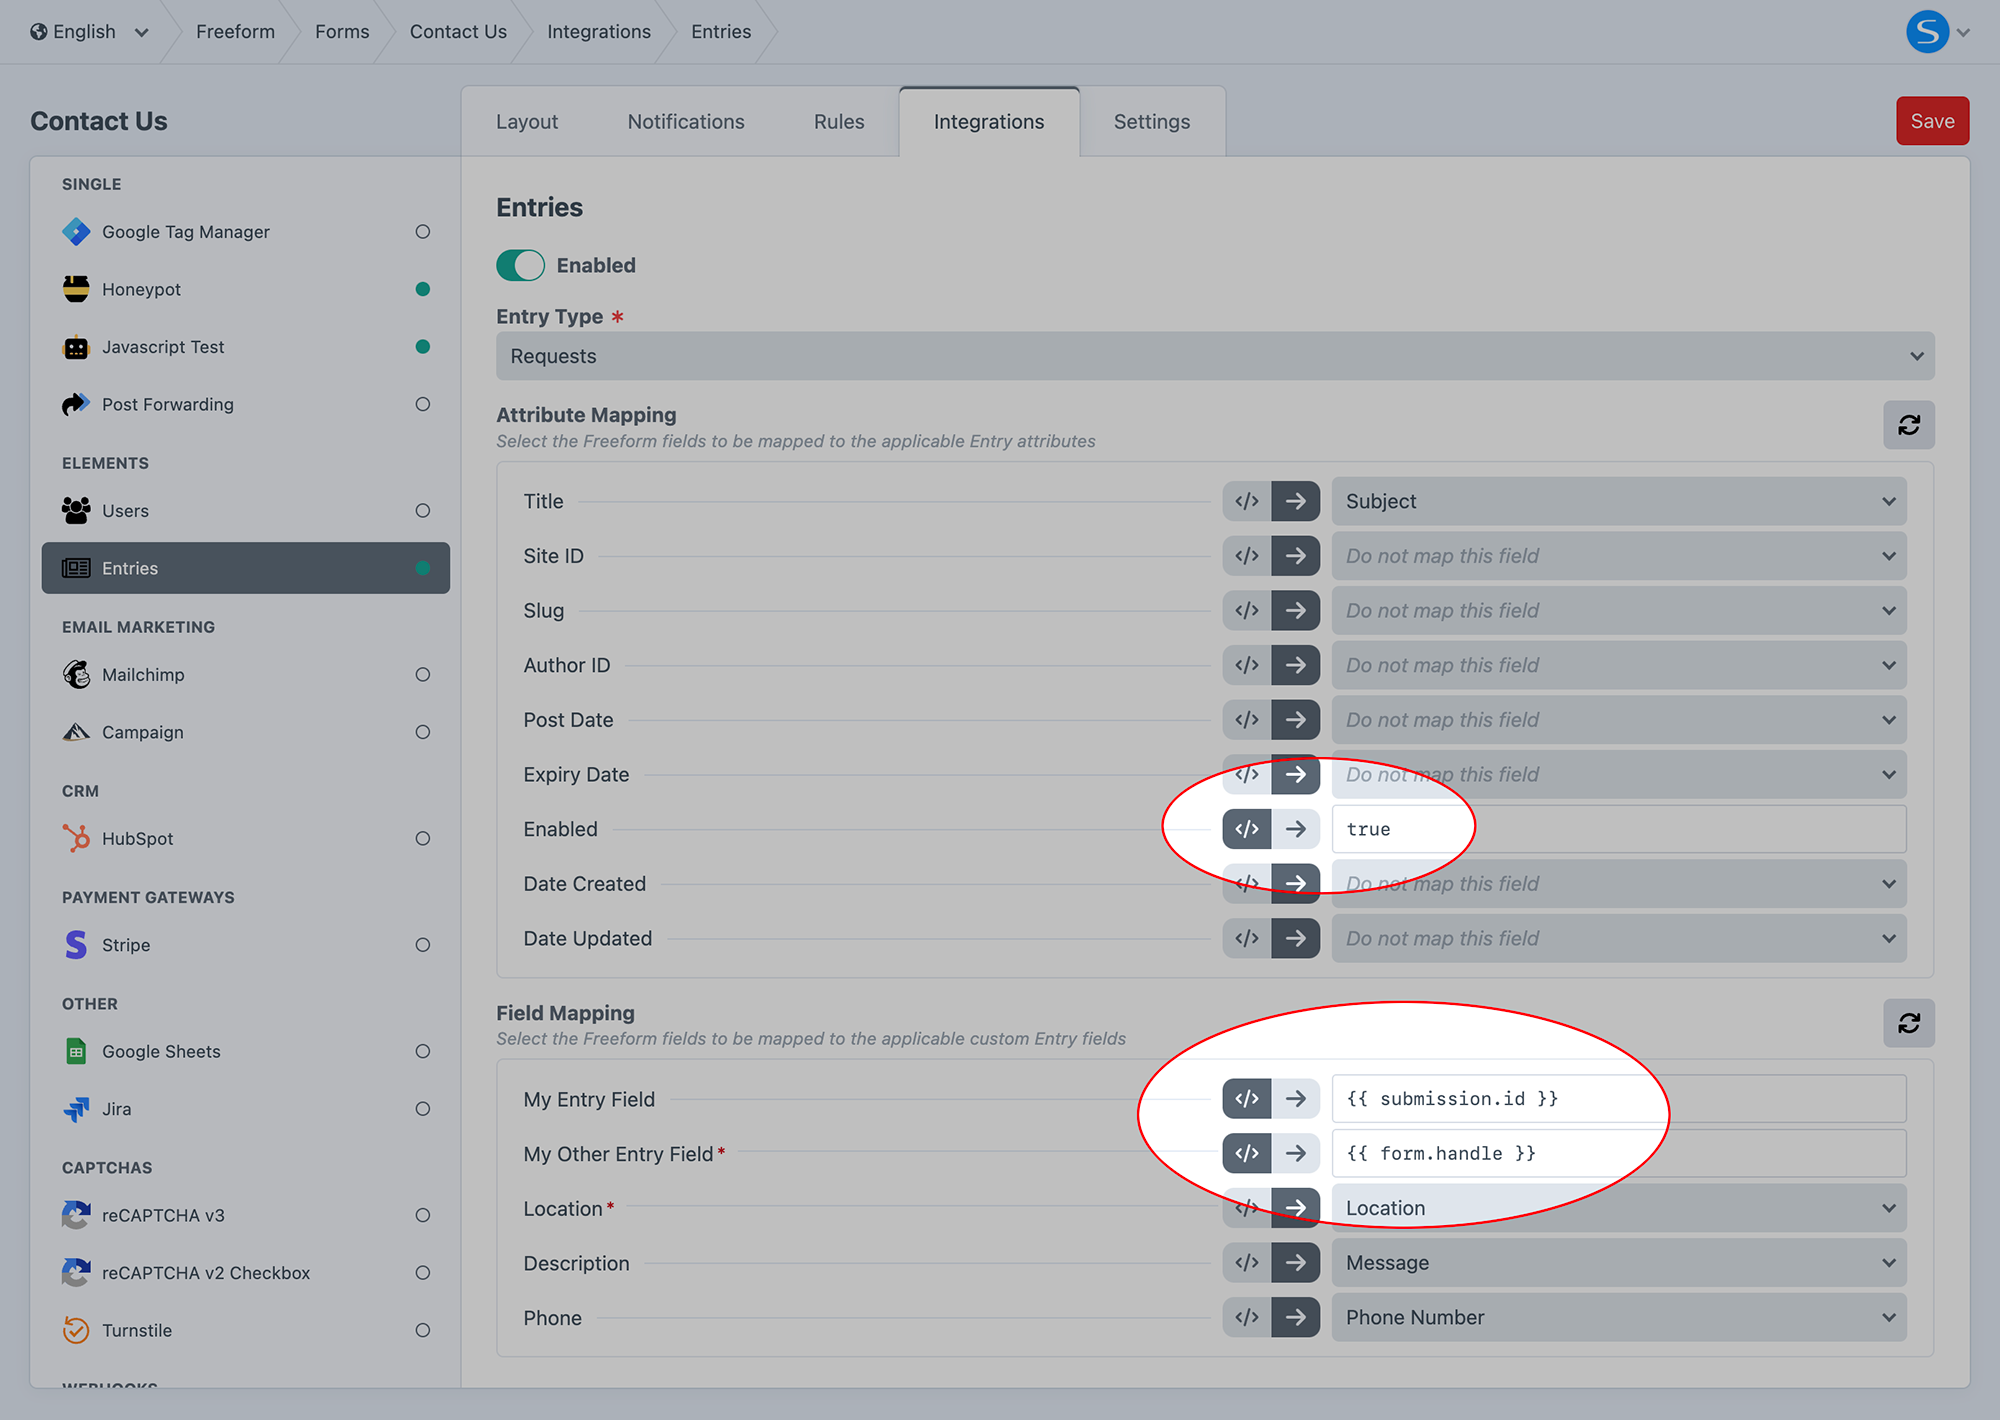 English Freeform Forms Contact Us Integrations Entries
S
Contact Us
Layout Notifications Rules Integrations Settings
Save
SINGLE
Google Tag Manager
Honeypot
Javascript Test
Post Forwarding
ELEMENTS
Users
Entries
EMAIL MARKETING
Mailchimp
Campaign
CRM
HubSpot
PAYMENT GATEWAYS
Stripe
OTHER
Google Sheets
Jira
CAPTCHAS
reCAPTCHA v3
reCAPTCHA v2 Checkbox
Turnstile
WEBHOOKS
Entries
Enabled
Entry Type *
Requests
Attribute Mapping
Select the Freeform fields to be mapped to the applicable Entry attributes
Title </> Subject
Site ID </> Do not map this field
Slug </> Do not map this field
Author ID </> Do not map this field
Post Date </> Do not map this field
Expiry Date </> Do not map this field
Enabled </> true
Date Created </> Do not map this field
Date Updated </> Do not map this field
Field Mapping
Select the Freeform fields to be mapped to the applicable custom Entry fields
My Entry Field </> {{ submission.id }}
My Other Entry Field * </> {{ form.handle }}
Location * </> Location
Description </> Message
Phone </> Phone Number